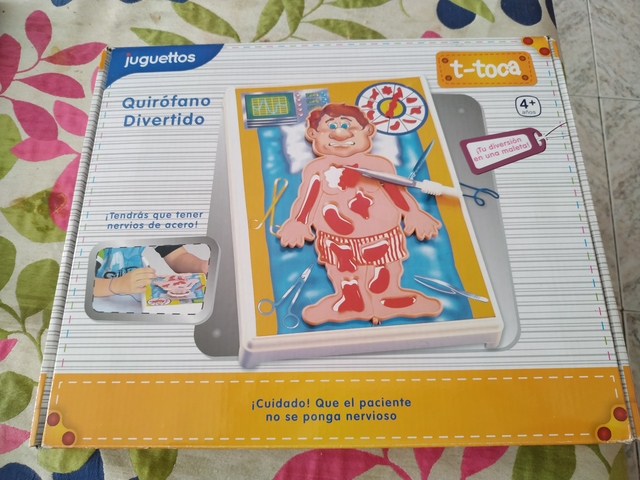 juguettos
t-toca
Quirófano
Divertido
4+
años
¡Tu diversión
en una maleta!
¡Tendrás que tener
nervios de acero!
¡Cuidado! Que el paciente
no se ponga nervioso